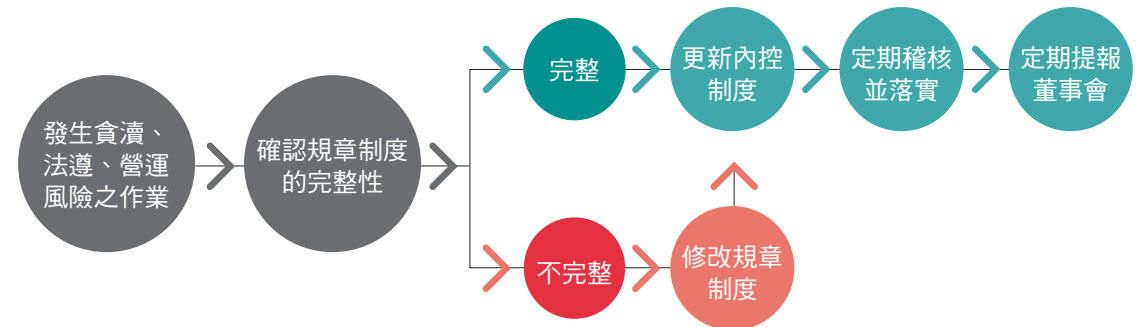 發生貪瀆、
法遵、營運
風險之作業
確認規章制度
的完整性
完整
更新內控
制度
定期稽核
並落實
定期提報
董事會
不完整
修改規章
制度